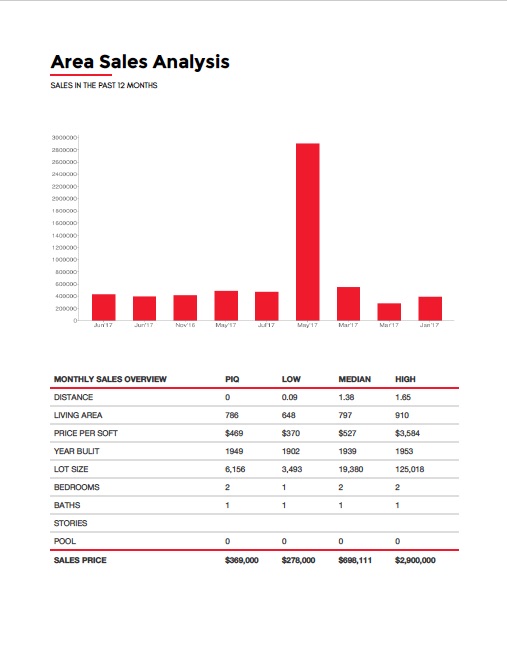 Area Sales Analysis
SALES IN THE PAST 12 MONTHS
3000000
2800000
2600000
2400000
2200000
2000000
1800000
1600000
1400000
1200000
1000000
800000
600000
400000
200000
0
Jun'17 Jun'17 Nov'16 May'17 Jul'17 May'17 Mar'17 Mar'17 Jan'17
MONTHLY SALES OVERVIEW PIQ LOW MEDIAN HIGH
DISTANCE 0 0.09 1.38 1.65
LIVING AREA 786 648 797 910
PRICE PER SOFT $469 $370 $527 $3,584
YEAR BULIT 1949 1902 1939 1953
LOT SIZE 6,156 3,493 19,380 125,018
BEDROOMS 2 1 2 2
BATHS 1 1 1 1
STORIES
POOL 0 0 0 0
SALES PRICE $369,000 $278,000 $698,111 $2,900,000